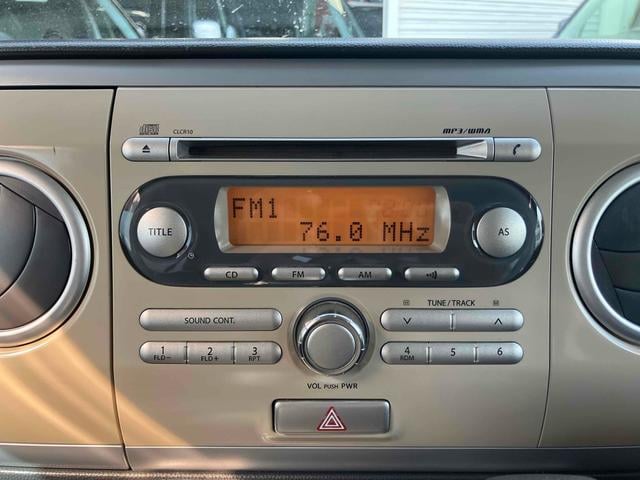 CLCR10
MP3/WMA
FM1
76.0 MHz
TITLE
AS
CD FM AM
SOUND CONT.
TUNE/TRACK
1 2 3
FLD− FLD+ RPT
4 5 6
RDM
VOL PUSH PWR